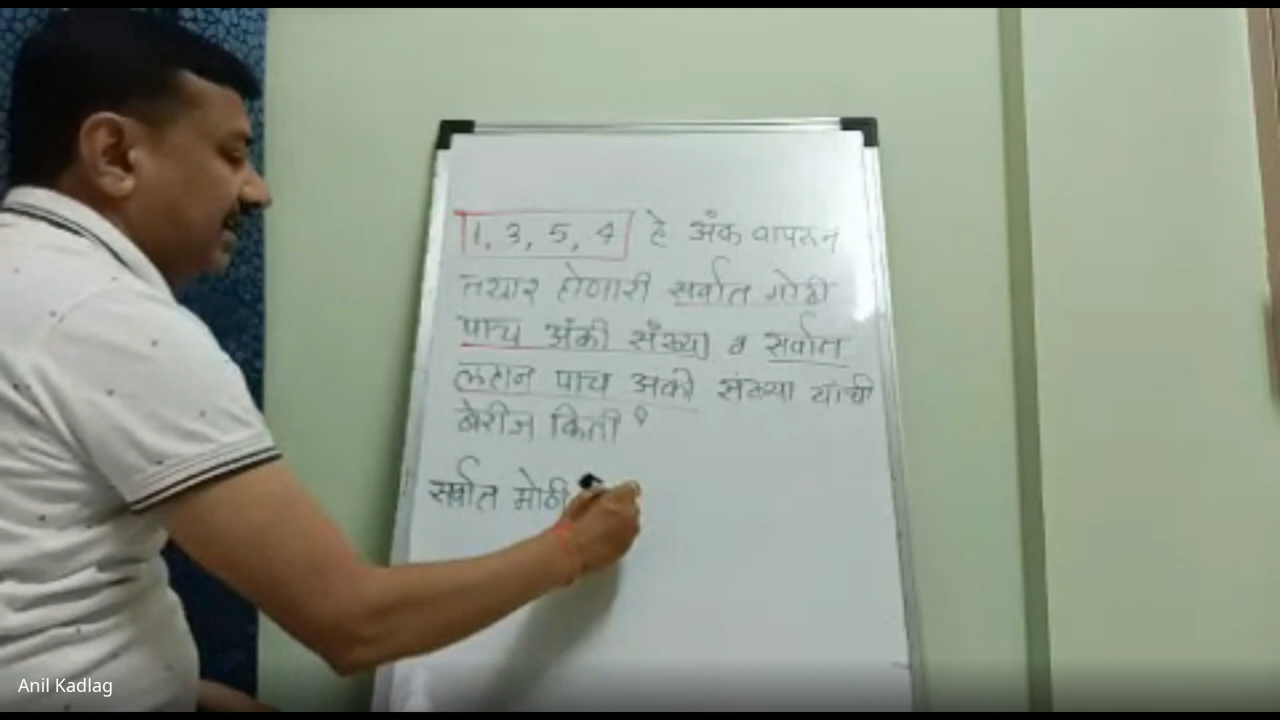 1, 3, 5, 4 हे अंक वापरून
तयार होणारी सर्वात मोठी
पाच अंकी संख्या व सर्वात
लहान पाच अंकी संख्या यांची
बेरीज किती?
सर्वात मोठी
Anil Kadlag